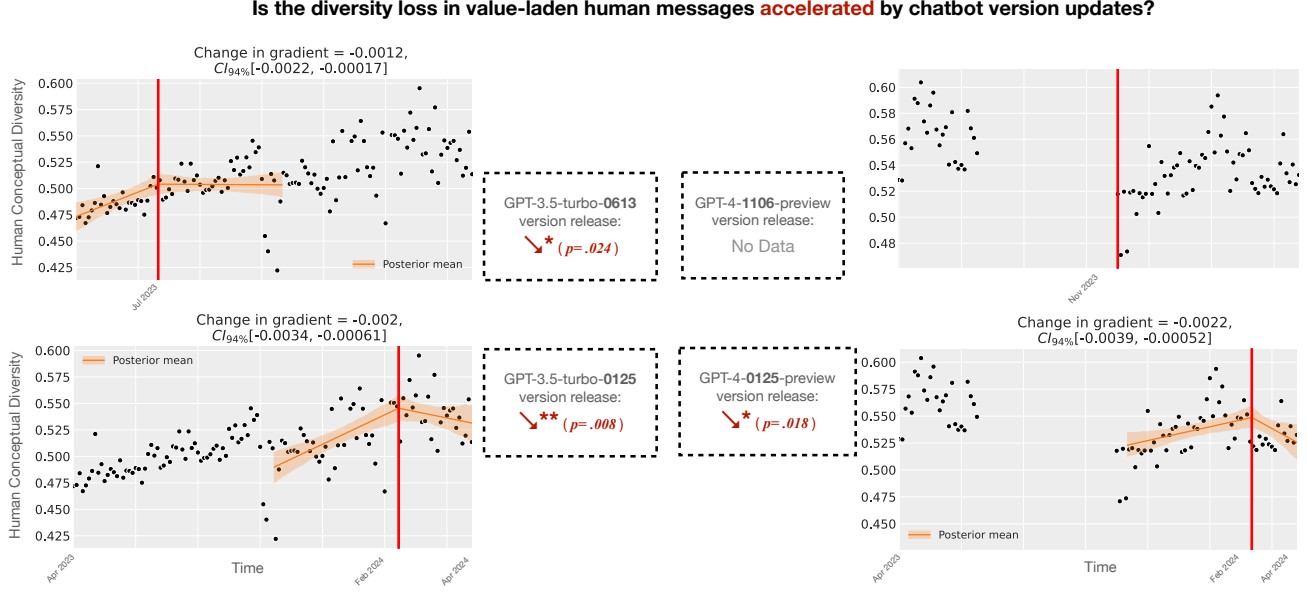 Is the diversity loss in value-laden human messages accelerated by chatbot version updates?
Change in gradient = -0.0012,
CI94%[-0.0022, -0.00017]
Human Conceptual Diversity
0.600
0.575
0.550
0.525
0.500
0.475
0.450
0.425
Posterior mean
Jul 2023
GPT-3.5-turbo-0613
version release:
↘* (p= .024)
GPT-4-1106-preview
version release:
No Data
0.60
0.58
0.56
0.54
0.52
0.50
0.48
Nov 2023
Change in gradient = -0.002,
CI94%[-0.0034, -0.00061]
Human Conceptual Diversity
0.600
0.575
0.550
0.525
0.500
0.475
0.450
0.425
Posterior mean
Apr 2023
Time
Feb 2024
Apr 2024
GPT-3.5-turbo-0125
version release:
↘** (p= .008)
GPT-4-0125-preview
version release:
↘* (p= .018)
Change in gradient = -0.0022,
CI94%[-0.0039, -0.00052]
0.600
0.575
0.550
0.525
0.500
0.475
0.450
Posterior mean
Apr 2023
Time
Feb 2024
Apr 2024